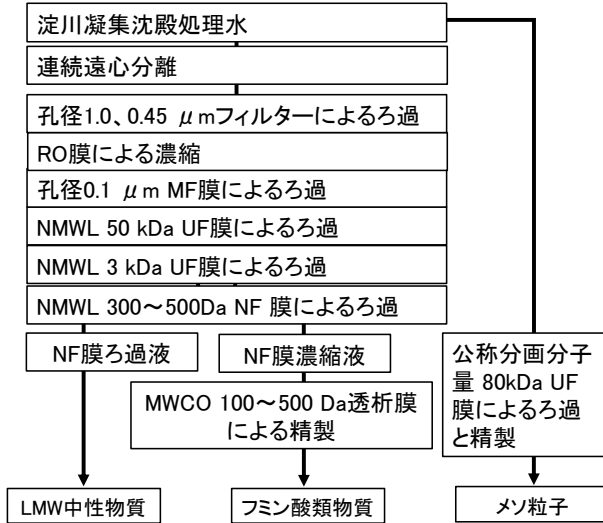 淀川凝集沈殿処理水
連続遠心分離
孔径1.0、0.45 μmフィルターによるろ過
RO膜による濃縮
孔径0.1 μm MF膜によるろ過
NMWL 50 kDa UF膜によるろ過
NMWL 3 kDa UF膜によるろ過
NMWL 300～500Da NF 膜によるろ過
NF膜ろ過液
NF膜濃縮液
公称分画分子
量 80kDa UF
膜によるろ過
と精製
MWCO 100～500 Da透析膜
による精製
LMW中性物質
フミン酸類物質
メソ粒子